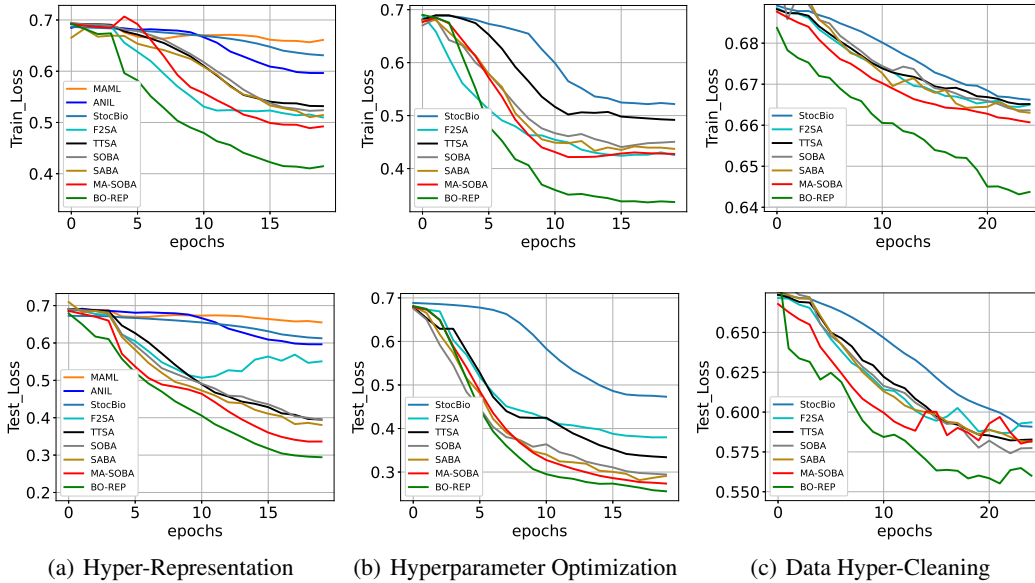 Train_Loss
0.7
0.6
0.5
0.4
MAML
ANIL
StocBio
F2SA
TTSA
SOBA
SABA
MA-SOBA
BO-REP
0 5 10 15
epochs
Train_Loss
0.7
0.6
0.5
0.4
StocBio
F2SA
TTSA
SOBA
SABA
MA-SOBA
BO-REP
0 5 10 15
epochs
Train_Loss
0.68
0.66
0.65
0.64
StocBio
F2SA
TTSA
SOBA
SABA
MA-SOBA
BO-REP
0 10 20
epochs
Test_Loss
0.7
0.6
0.5
0.4
0.3
0.2
MAML
ANIL
StocBio
F2SA
TTSA
SOBA
SABA
MA-SOBA
BO-REP
0 5 10 15
epochs
Test_Loss
0.7
0.6
0.5
0.4
0.3
StocBio
F2SA
TTSA
SOBA
SABA
MA-SOBA
BO-REP
0 5 10 15
epochs
Test_Loss
0.650
0.625
0.600
0.575
0.550
StocBio
F2SA
TTSA
SOBA
SABA
MA-SOBA
BO-REP
0 10 20
epochs
(a) Hyper-Representation
(b) Hyperparameter Optimization
(c) Data Hyper-Cleaning